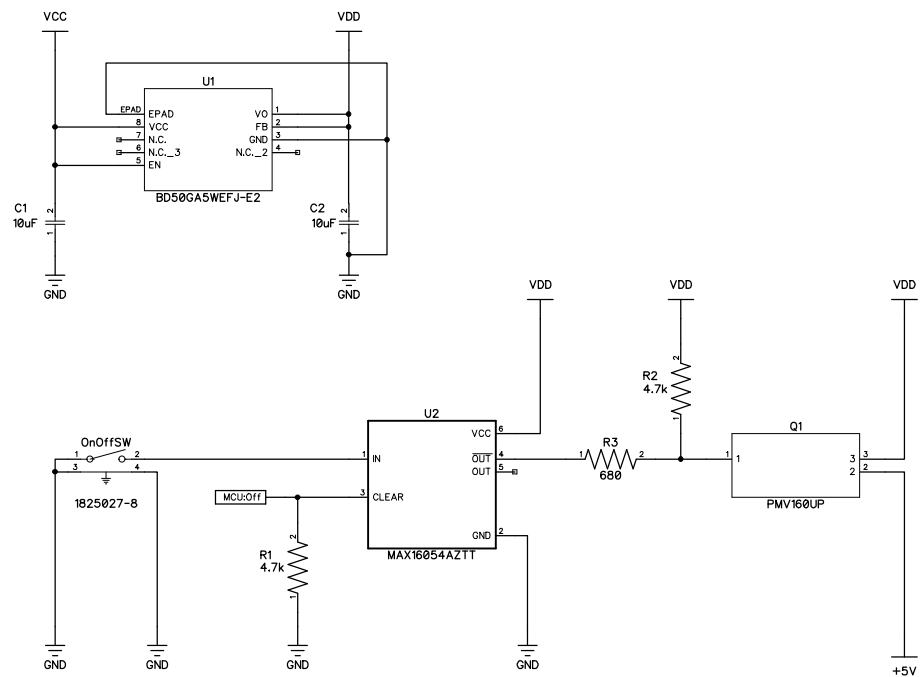 VCC
VDD
U1
EPAD
EPAD
VO
1
8
VCC
FB
2
7
N.C.
GND
3
6
N.C._3
N.C._2
4
5
EN
BD50GA5WEFJ-E2
C1
10uF
2
1
C2
10uF
2
1
GND
GND
VDD
VDD
VDD
R2
4.7k
2
1
U2
VCC
6
OnOffSW
1
2
3
4
1825027-8
1
IN
OUT
4
OUT
5
3
CLEAR
GND
2
MAX16054AZTT
MCU:Off
R1
4.7k
2
1
R3
1
2
680
Q1
1
1
3
3
2
2
PMV160UP
GND
GND
GND
GND
+5V